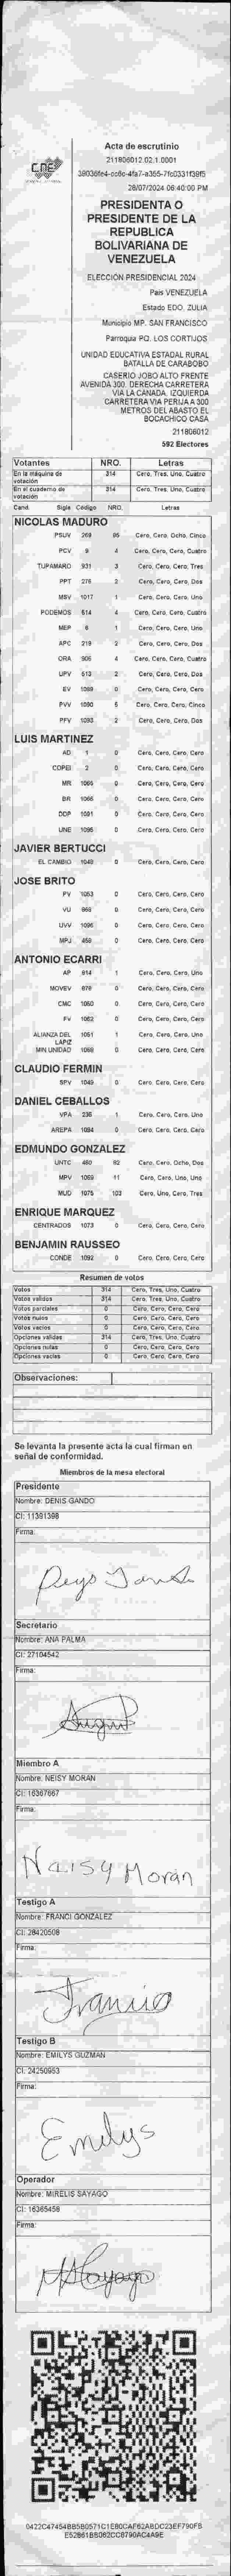 CNE
Acta de escrutinio
211806012.02.1.0001
28/07/2024 06:40:00 PM
PRESIDENTA O
PRESIDENTE DE LA
REPUBLICA
BOLIVARIANA DE
VENEZUELA
ELECCIÓN PRESIDENCIAL 2024
País VENEZUELA
Estado EDO. ZULIA
Municipio MP. SAN FRANCISCO
Parroquia PQ. LOS CORTIJOS
UNIDAD EDUCATIVA ESTADAL RURAL
BATALLA DE CARABOBO
CASERIO JOBO ALTO FRENTE
AVENIDA 300. DERECHA CARRETERA
VIA LA CANADA. IZQUIERDA
CARRETERA VIA PERIJA A 300
METROS DEL ABASTO EL
BOCACHICO CASA
211806012
592 Electores
Votantes NRO. Letras
En la máquina de votación 314 Cero, Tres, Uno, Cuatro
En el cuaderno de votación 314 Cero, Tres, Uno, Cuatro
Cand. Sigla Código NRO. Letras
NICOLAS MADURO
PSUV 268 85 Cero, Cero, Ocho, Cinco
PCV 9 4 Cero, Cero, Cero, Cuatro
TUPAMARO 931 3 Cero, Cero, Cero, Tres
PPT 276 2 Cero, Cero, Cero, Dos
MSV 1017 1 Cero, Cero, Cero, Uno
PODEMOS 514 4 Cero, Cero, Cero, Cuatro
MEP 6 1 Cero, Cero, Cero, Uno
APC 219 2 Cero, Cero, Cero, Dos
ORA 906 4 Cero, Cero, Cero, Cuatro
UPV 513 2 Cero, Cero, Cero, Dos
EV 1089 0 Cero, Cero, Cero, Cero
PVV 1090 5 Cero, Cero, Cero, Cinco
PFV 1093 2 Cero, Cero, Cero, Dos
LUIS MARTINEZ
AD 1 0 Cero, Cero, Cero, Cero
COPEI 2 0 Cero, Cero, Cero, Cero
MR 1065 0 Cero, Cero, Cero, Cero
BR 1066 0 Cero, Cero, Cero, Cero
DDP 1091 0 Cero, Cero, Cero, Cero
UNE 1095 0 Cero, Cero, Cero, Cero
JAVIER BERTUCCI
EL CAMBIO 1048 0 Cero, Cero, Cero, Cero
JOSE BRITO
PV 1053 0 Cero, Cero, Cero, Cero
VU 868 0 Cero, Cero, Cero, Cero
UVV 1096 0 Cero, Cero, Cero, Cero
MPJ 458 0 Cero, Cero, Cero, Cero
ANTONIO ECARRI
AP 914 1 Cero, Cero, Cero, Uno
MOVEV 978 0 Cero, Cero, Cero, Cero
CMC 1050 0 Cero, Cero, Cero, Cero
FV 1062 0 Cero, Cero, Cero, Cero
ALIANZA DEL LAPIZ 1051 1 Cero, Cero, Cero, Uno
MIN UNIDAD 1069 0 Cero, Cero, Cero, Cero
CLAUDIO FERMIN
SPV 1049 0 Cero, Cero, Cero, Cero
DANIEL CEBALLOS
VPA 236 1 Cero, Cero, Cero, Uno
AREPA 1094 0 Cero, Cero, Cero, Cero
EDMUNDO GONZALEZ
UNTC 460 82 Cero, Cero, Ocho, Dos
MPV 1059 11 Cero, Cero, Uno, Uno
MUD 1075 103 Cero, Uno, Cero, Tres
ENRIQUE MARQUEZ
CENTRADOS 1073 0 Cero, Cero, Cero, Cero
BENJAMIN RAUSSEO
CONDE 1092 0 Cero, Cero, Cero, Cero
Resumen de votos
Votos 314 Cero, Tres, Uno, Cuatro
Votos válidos 314 Cero, Tres, Uno, Cuatro
Votos parciales 0 Cero, Cero, Cero, Cero
Votos nulos 0 Cero, Cero, Cero, Cero
Votos vacíos 0 Cero, Cero, Cero, Cero
Opciones válidas 314 Cero, Tres, Uno, Cuatro
Opciones nulas 0 Cero, Cero, Cero, Cero
Opciones vacías 0 Cero, Cero, Cero, Cero
Observaciones:
Se levanta la presente acta la cual firman en
señal de conformidad.
Miembros de la mesa electoral
Presidente
Nombre: DENIS GANDO
CI: 11391398
Firma:
Secretario
Nombre: ANA PALMA
CI: 27104542
Firma:
Miembro A
Nombre: NEISY MORAN
CI: 16367667
Firma:
Neisy Moran
Testigo A
Nombre: FRANCI GONZALEZ
CI: 26420508
Firma:
Testigo B
Nombre: EMILYS GUZMAN
CI: 24250953
Firma:
Emilys
Operador
Nombre: MIRELIS SAYAGO
CI: 16365458
Firma: